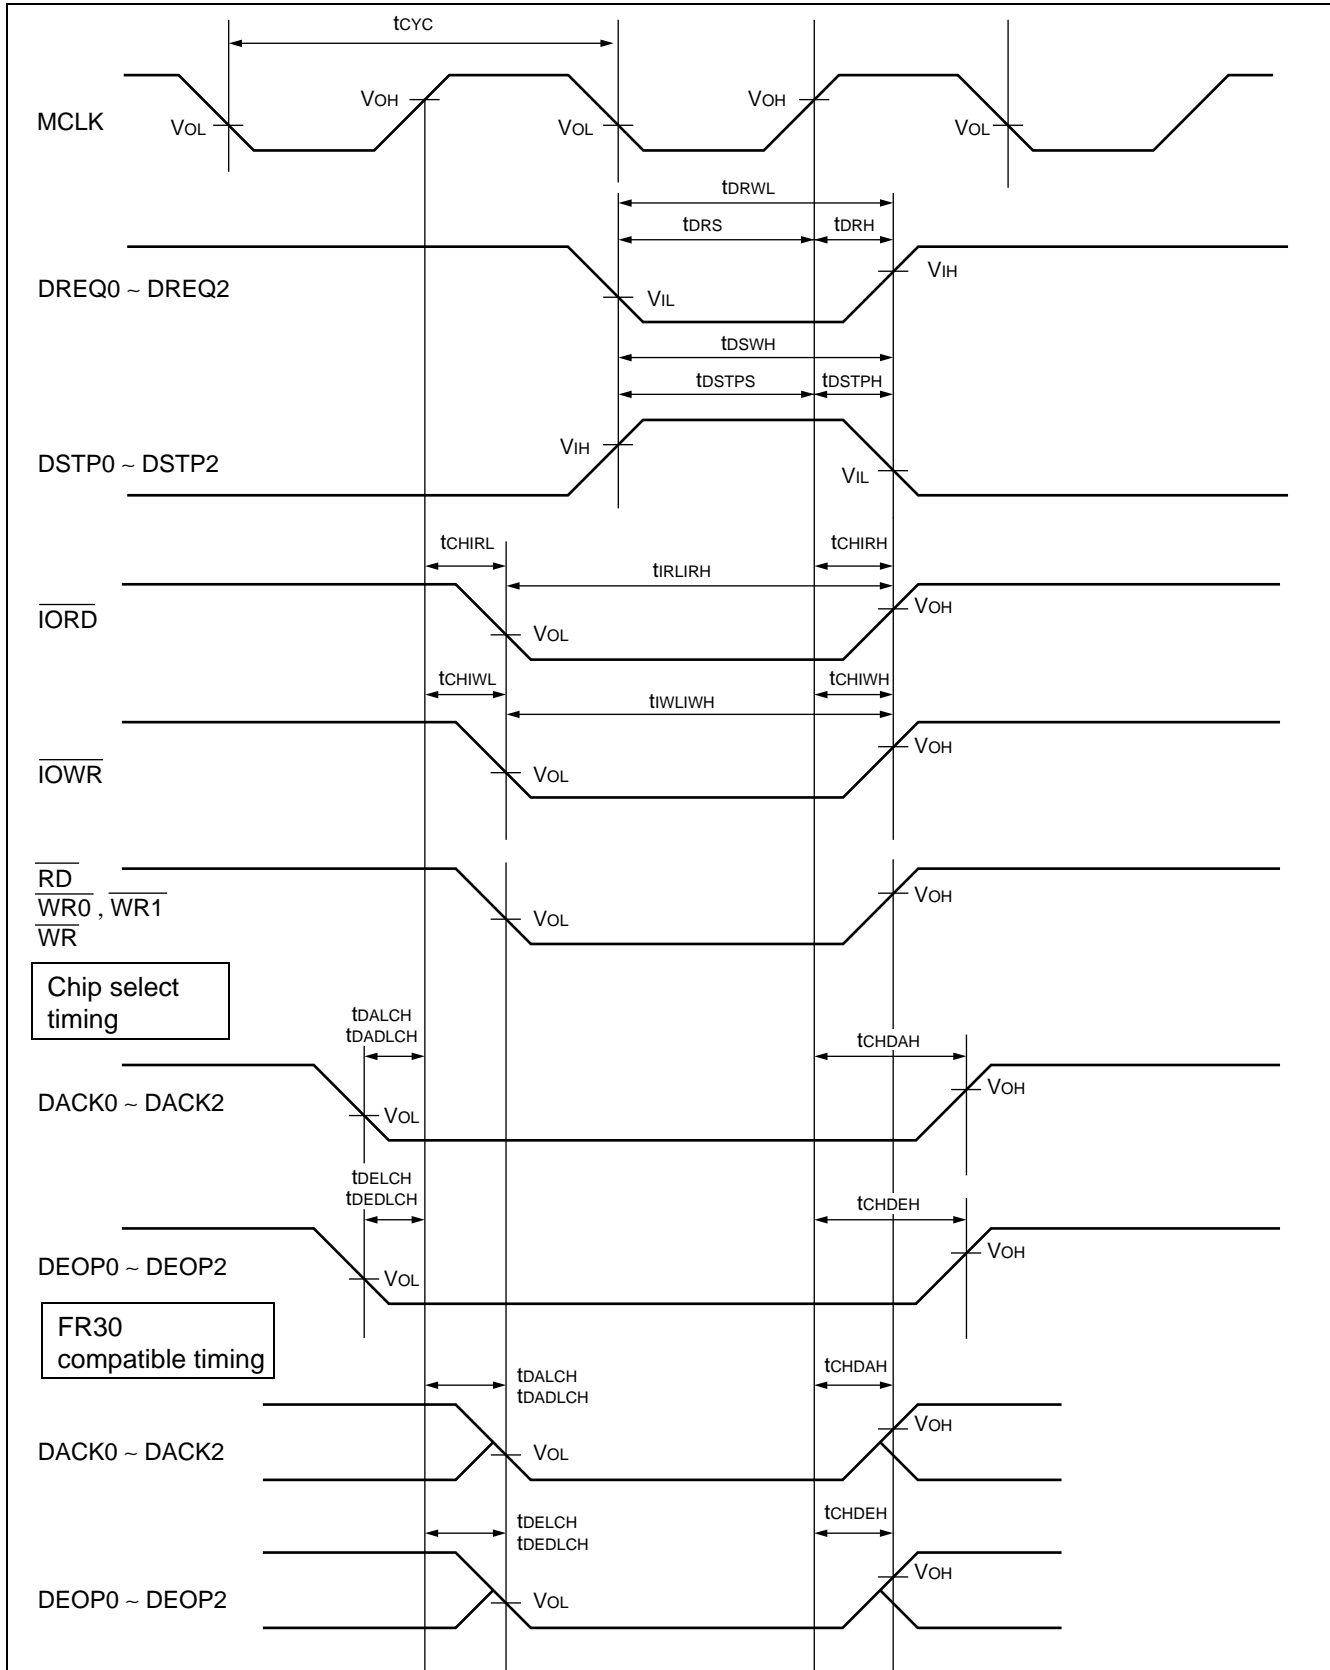 tCYC
MCLK
VOL
VOH
VOL
VOH
VOL
tDRWL
tDRS
tDRH
DREQ0 ~ DREQ2
VIL
VIH
tDSWH
tDSTPS
tDSTPH
DSTP0 ~ DSTP2
VIH
VIL
tCHIRL
tCHIRH
tIRLIRH
IORD
VOL
VOH
tCHIWL
tCHIWH
tIWLIWH
IOWR
VOL
VOH
RD
WR0 , WR1
WR
VOL
VOH
Chip select
timing
tDALCH
tDADLCH
tCHDAH
DACK0 ~ DACK2
VOL
VOH
tDELCH
tDEDLCH
tCHDEH
DEOP0 ~ DEOP2
VOL
VOH
FR30
compatible timing
tDALCH
tDADLCH
tCHDAH
DACK0 ~ DACK2
VOL
VOH
tDELCH
tDEDLCH
tCHDEH
DEOP0 ~ DEOP2
VOL
VOH